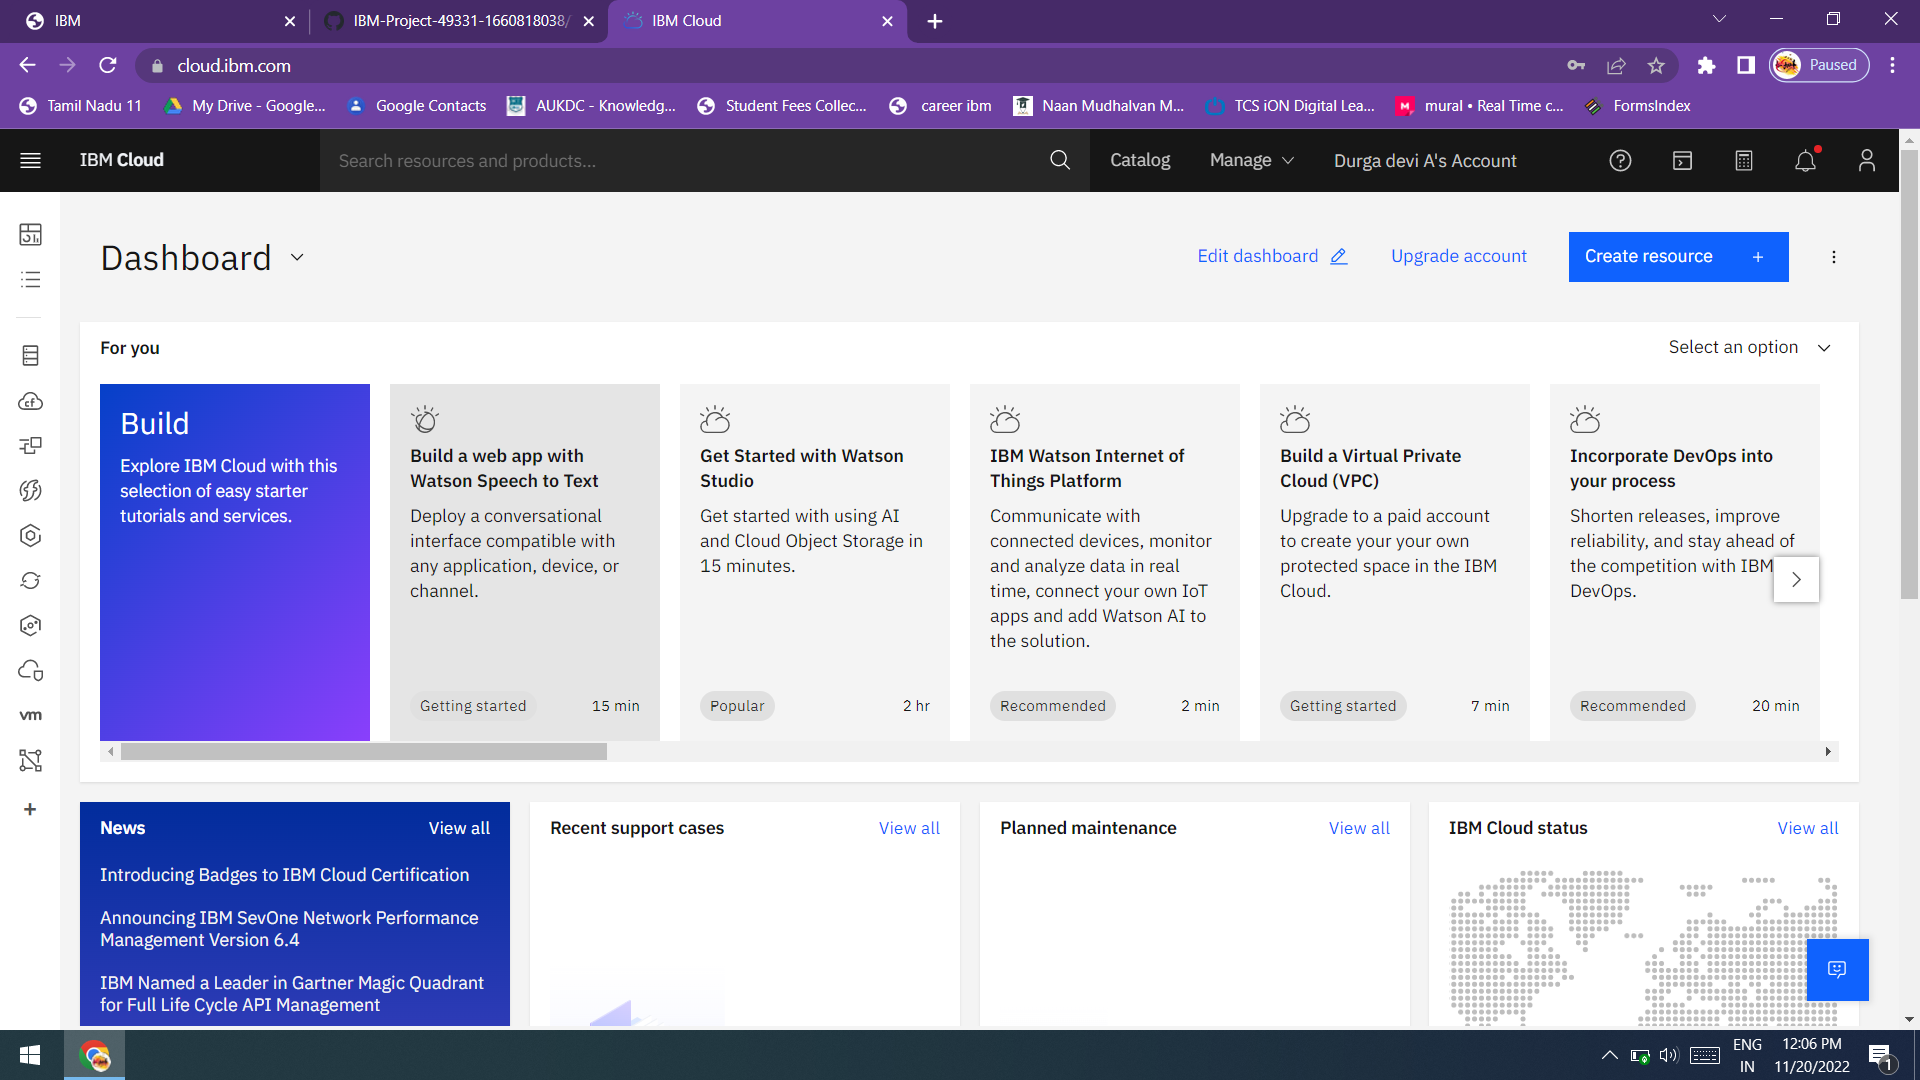 IBM
IBM-Project-49331-1660818038/
IBM Cloud
cloud.ibm.com
Paused
Tamil Nadu 11
My Drive - Google...
Google Contacts
AUKDC - Knowledg...
Student Fees Collec...
career ibm
Naan Mudhalvan M...
TCS iON Digital Lea...
mural • Real Time c...
FormsIndex
IBM Cloud
Search resources and products...
Catalog
Manage
Durga devi A's Account
Dashboard
Edit dashboard
Upgrade account
Create resource +
For you
Select an option
Build
Explore IBM Cloud with this
selection of easy starter
tutorials and services.
Build a web app with
Watson Speech to Text
Deploy a conversational
interface compatible with
any application, device, or
channel.
Getting started
15 min
Get Started with Watson
Studio
Get started with using AI
and Cloud Object Storage in
15 minutes.
Popular
2 hr
IBM Watson Internet of
Things Platform
Communicate with
connected devices, monitor
and analyze data in real
time, connect your own IoT
apps and add Watson AI to
the solution.
Recommended
2 min
Build a Virtual Private
Cloud (VPC)
Upgrade to a paid account
to create your your own
protected space in the IBM
Cloud.
Getting started
7 min
Incorporate DevOps into
your process
Shorten releases, improve
reliability, and stay ahead of
the competition with IBM
DevOps.
Recommended
20 min
cf
vm
News
View all
Introducing Badges to IBM Cloud Certification
Announcing IBM SevOne Network Performance
Management Version 6.4
IBM Named a Leader in Gartner Magic Quadrant
for Full Life Cycle API Management
Recent support cases
View all
Planned maintenance
View all
IBM Cloud status
View all
ENG
IN
12:06 PM
11/20/2022
1